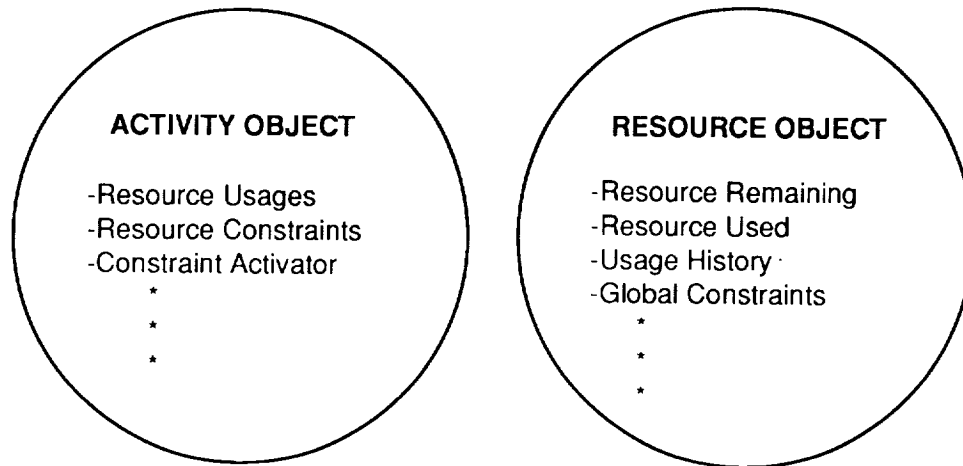 ACTIVITY OBJECT
-Resource Usages
-Resource Constraints
-Constraint Activator
*
*
*
RESOURCE OBJECT
-Resource Remaining
-Resource Used
-Usage History
-Global Constraints
*
*
*